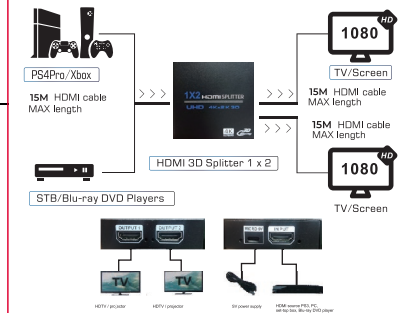 HD
1080
PS4Pro/Xbox
TV/Screen
15M HDMI cable
MAX length
>>>
1X2 HDMI SPLITTER
UHD
4K
>>>
15M HDMI cable
MAX length
>>>
15M HDMI cable
MAX length
HD
1080
HDMI 3D Splitter 1 x 2
STB/Blu-ray DVD Players
TV/Screen
OUTPUT 1 OUTPUT 2
INPUT
TV TV
HDTV / projector HDTV / projector
5V power supply
HDMI source PS3, PC,
set-top box, Blu-ray DVD player